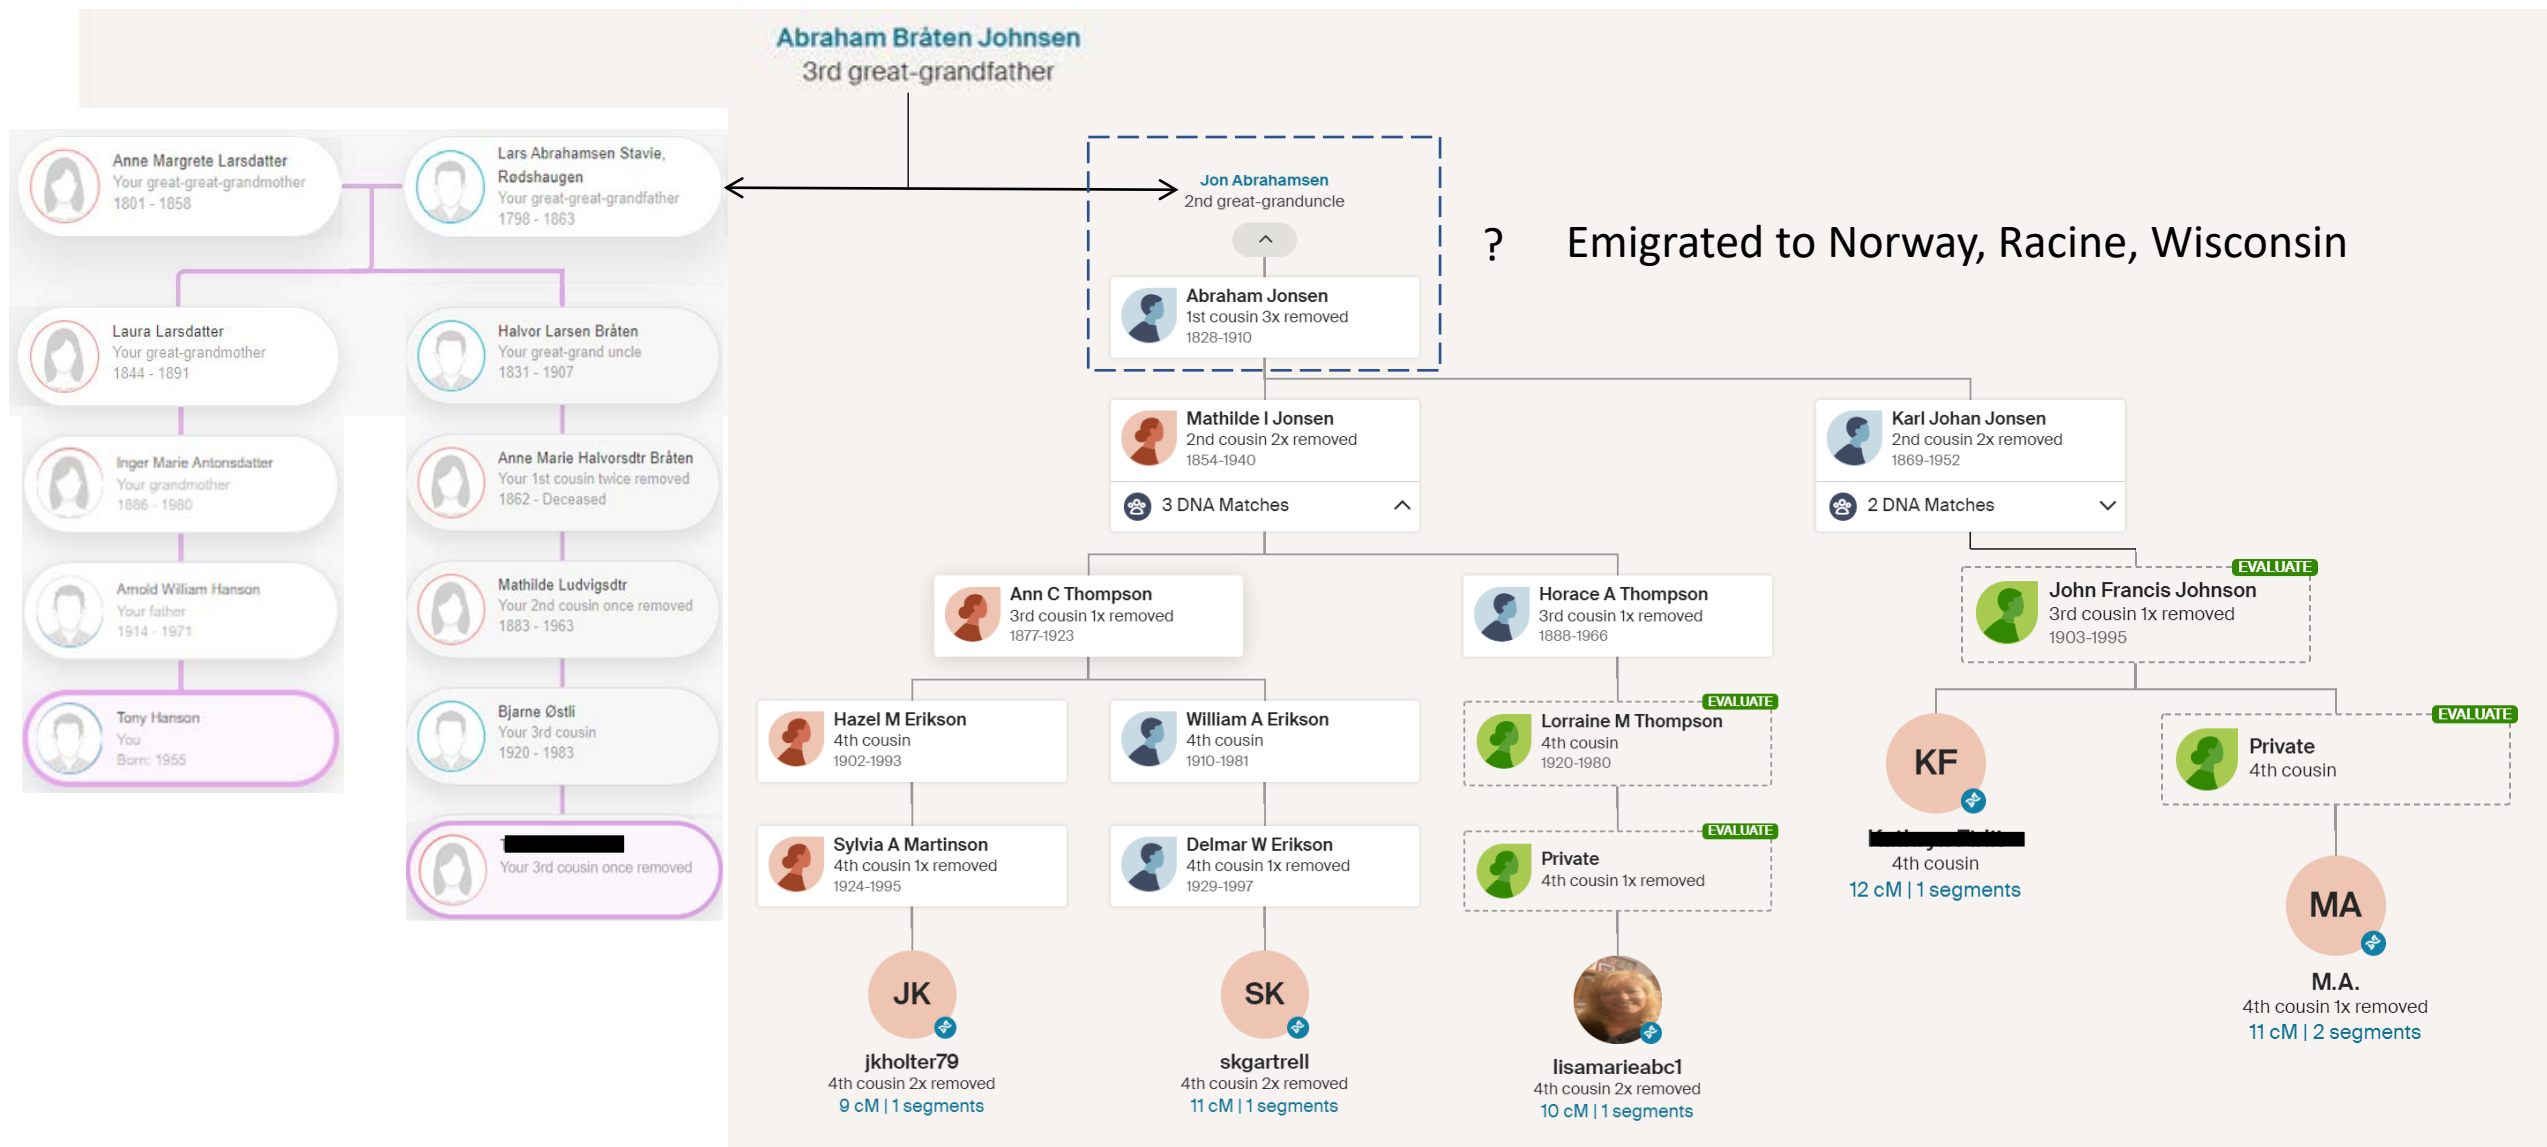 Abraham Bråten Johnsen
3rd great-grandfather
Anne Margrete Larsdatter
Your great-great-grandmother
1801 - 1858
Lars Abrahamsen Stavie,
Rødshaugen
Your great-great-grandfather
1798 - 1863
Jon Abrahamsen
2nd great-granduncle
? Emigrated to Norway, Racine, Wisconsin
Abraham Jonsen
1st cousin 3x removed
1828-1910
Laura Larsdatter
Your great-grandmother
1844 - 1891
Halvor Larsen Bråten
Your great-grand uncle
1831 - 1907
Mathilde I Jonsen
2nd cousin 2x removed
1854-1940
3 DNA Matches
Karl Johan Jonsen
2nd cousin 2x removed
1869-1952
2 DNA Matches
Inger Marie Antonsdatter
Your grandmother
1886 - 1980
Anne Marie Halvorsdtr Bråten
Your 1st cousin twice removed
1862 - Deceased
Arnold William Hanson
Your father
1914 - 1971
Mathilde Ludvigsdtr
Your 2nd cousin once removed
1883 - 1963
Ann C Thompson
3rd cousin 1x removed
1877-1923
Horace A Thompson
3rd cousin 1x removed
1888-1966
EVALUATE
John Francis Johnson
3rd cousin 1x removed
1903-1995
Tony Hanson
You
Born: 1955
Bjarne Østli
Your 3rd cousin
1920 - 1983
Hazel M Erikson
4th cousin
1902-1993
William A Erikson
4th cousin
1910-1981
EVALUATE
Lorraine M Thompson
4th cousin
1920-1980
KF
4th cousin
12 cM | 1 segments
EVALUATE
Private
4th cousin
Your 3rd cousin once removed
Sylvia A Martinson
4th cousin 1x removed
1924-1995
Delmar W Erikson
4th cousin 1x removed
1929-1997
EVALUATE
Private
4th cousin 1x removed
MA
M.A.
4th cousin 1x removed
11 cM | 2 segments
JK
jkholter79
4th cousin 2x removed
9 cM | 1 segments
SK
skgartrell
4th cousin 2x removed
11 cM | 1 segments
lisamarieabc1
4th cousin 2x removed
10 cM | 1 segments